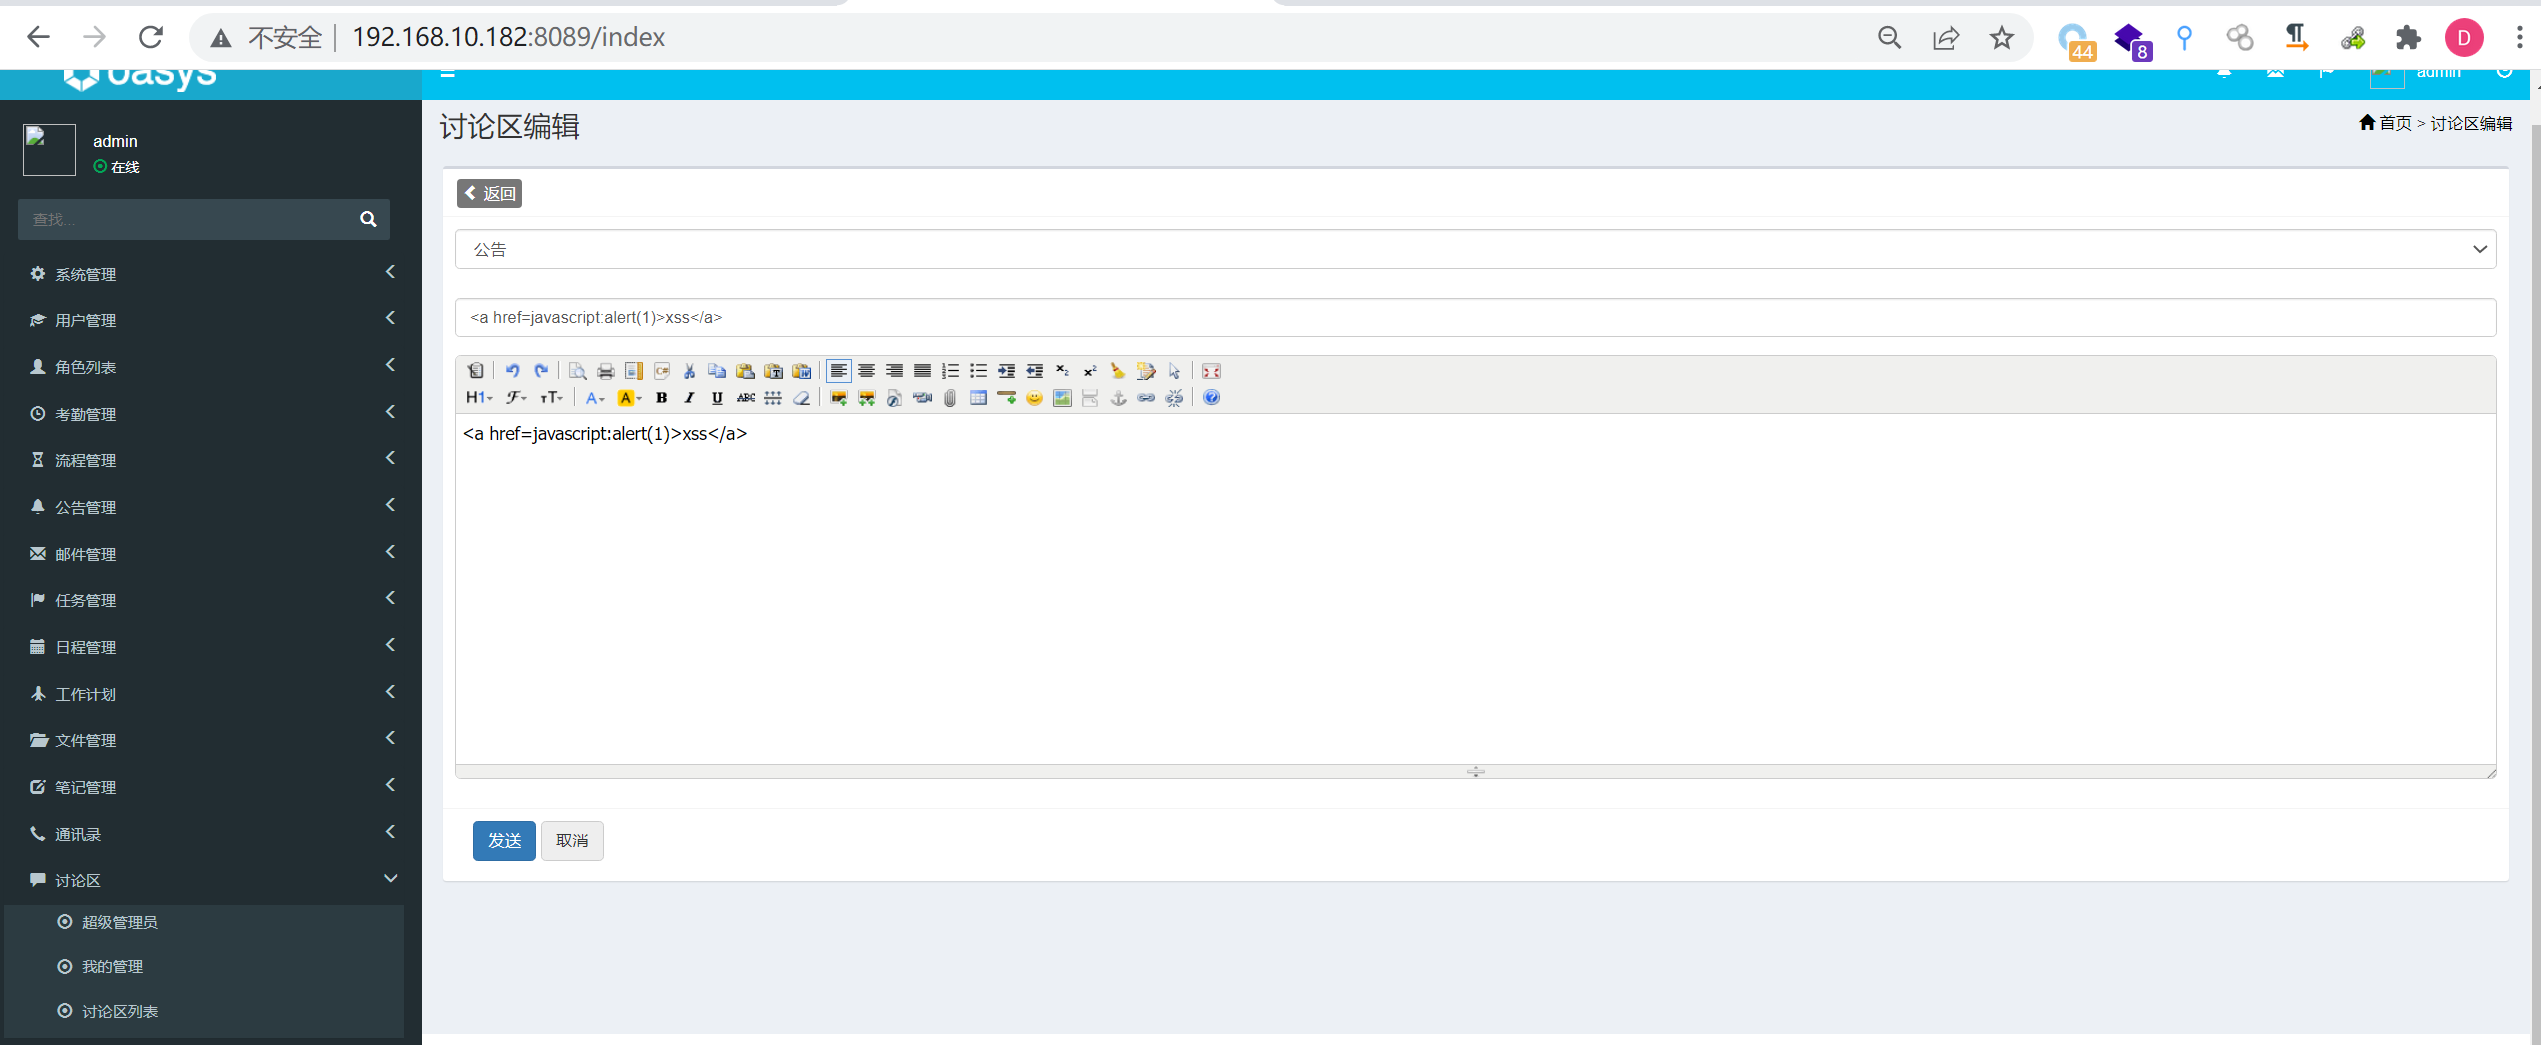 不安全 | 192.168.10.182:8089/index
44
8
D
oasys
admin
讨论区编辑
首页 > 讨论区编辑
admin
在线
查找...
系统管理
用户管理
角色列表
考勤管理
流程管理
公告管理
邮件管理
任务管理
日程管理
工作计划
文件管理
笔记管理
通讯录
讨论区
超级管理员
我的管理
讨论区列表
返回
公告
<a href=javascript:alert(1)>xss</a>
H1 F TT A A B I U ABC
<a href=javascript:alert(1)>xss</a>
发送 取消